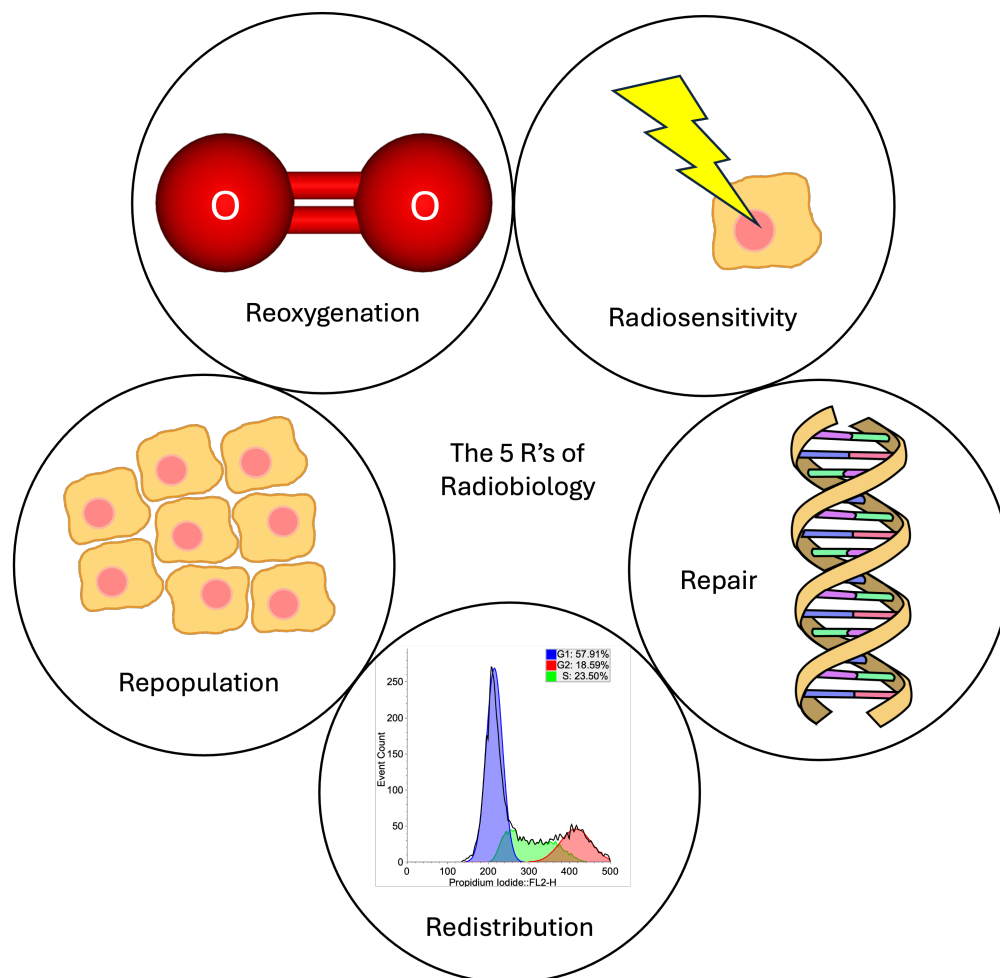 O
O
Reoxygenation
Radiosensitivity
The 5 R’s of
Radiobiology
Repopulation
Repair
G1: 57.91%
G2: 18.59%
S: 23.50%
250
200
150
100
50
0
Event Count
0 100 200 300 400 500
Propidium Iodide::FL2-H
Redistribution